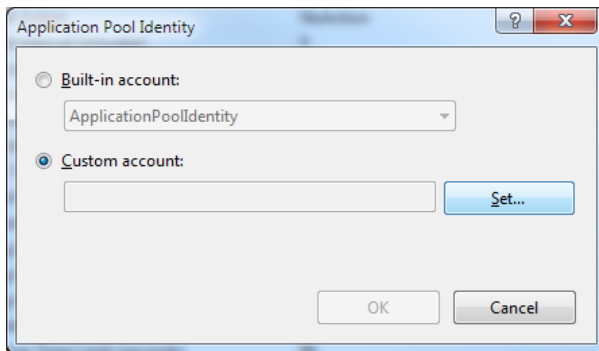 Application Pool Identity
Built-in account:
ApplicationPoolIdentity
Custom account:
Set...
OK
Cancel